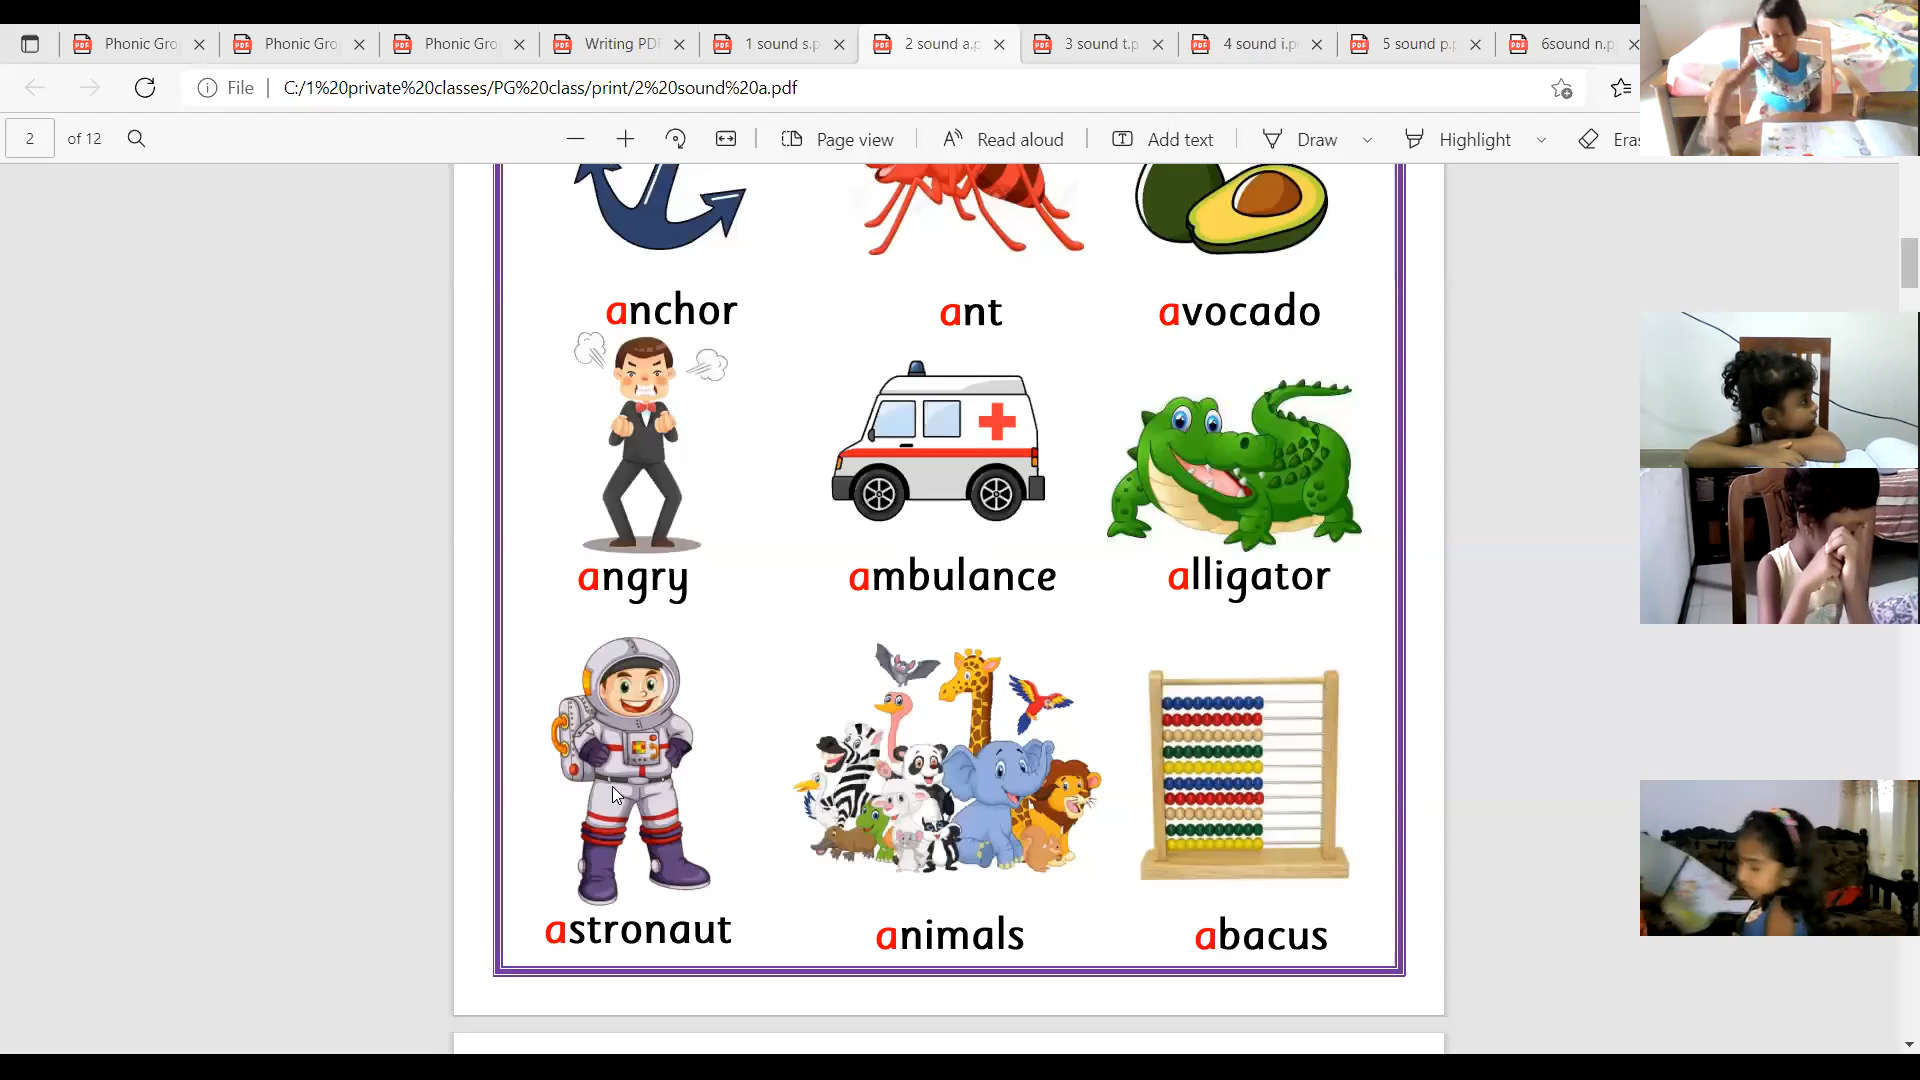 Phonic Gro
Phonic Gro
Phonic Gro
Writing PDF
1 sound s.p
2 sound a.p
3 sound t.p
4 sound i.p
5 sound p.p
6sound n.p
File
C:/1%20private%20classes/PG%20class/print/2%20sound%20a.pdf
2 of 12
Page view
Read aloud
Add text
Draw
Highlight
Eras
anchor ant avocado
angry ambulance alligator
astronaut animals abacus